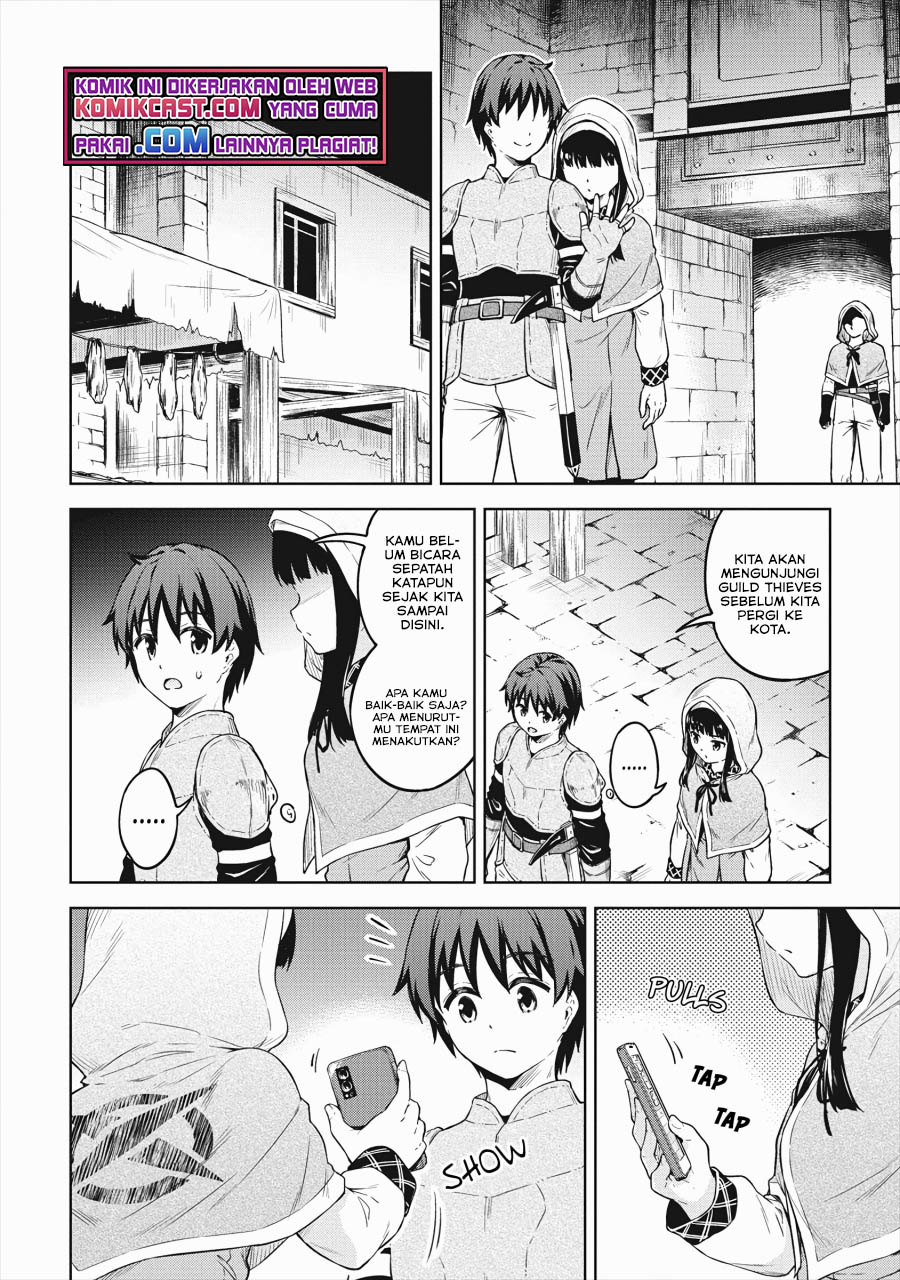 KOMIK INI DIKERJAKAN OLEH WEB
KOMIKCAST.COM YANG CUMA
PAKAI .COM LAINNYA PLAGIAT!
KITA AKAN
MENGUNJUNGI
GUILD THIEVES
SEBELUM KITA
PERGI KE
KOTA.
.....
KAMU BEL-
UM BICARA
SEPATAH
KATAPUN
SEJAK KITA
SAMPAI
DISINI.
APA KAMU
BAIK-BAIK SAJA?
APA MENURUT-
MU TEMPAT INI
MENAKUTKAN?
.....
PULLS
TAP
TAP
SHOW